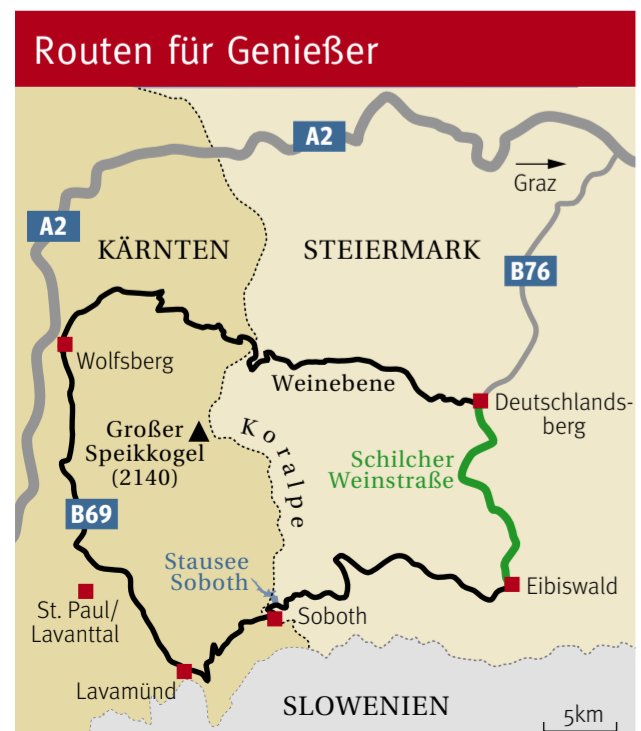 Routen für Genießer
A2
Graz
A2
KÄRNTEN
STEIERMARK
B76
Wolfsberg
Weinebene
Deutschlands-
berg
Großer
Speikkogel
(2140)
Koralpe
Schilcher
Weinstraße
B69
Stausee
Soboth
Eibiswald
St. Paul/
Lavanttal
Soboth
Lavamünd
SLOWENIEN
5km